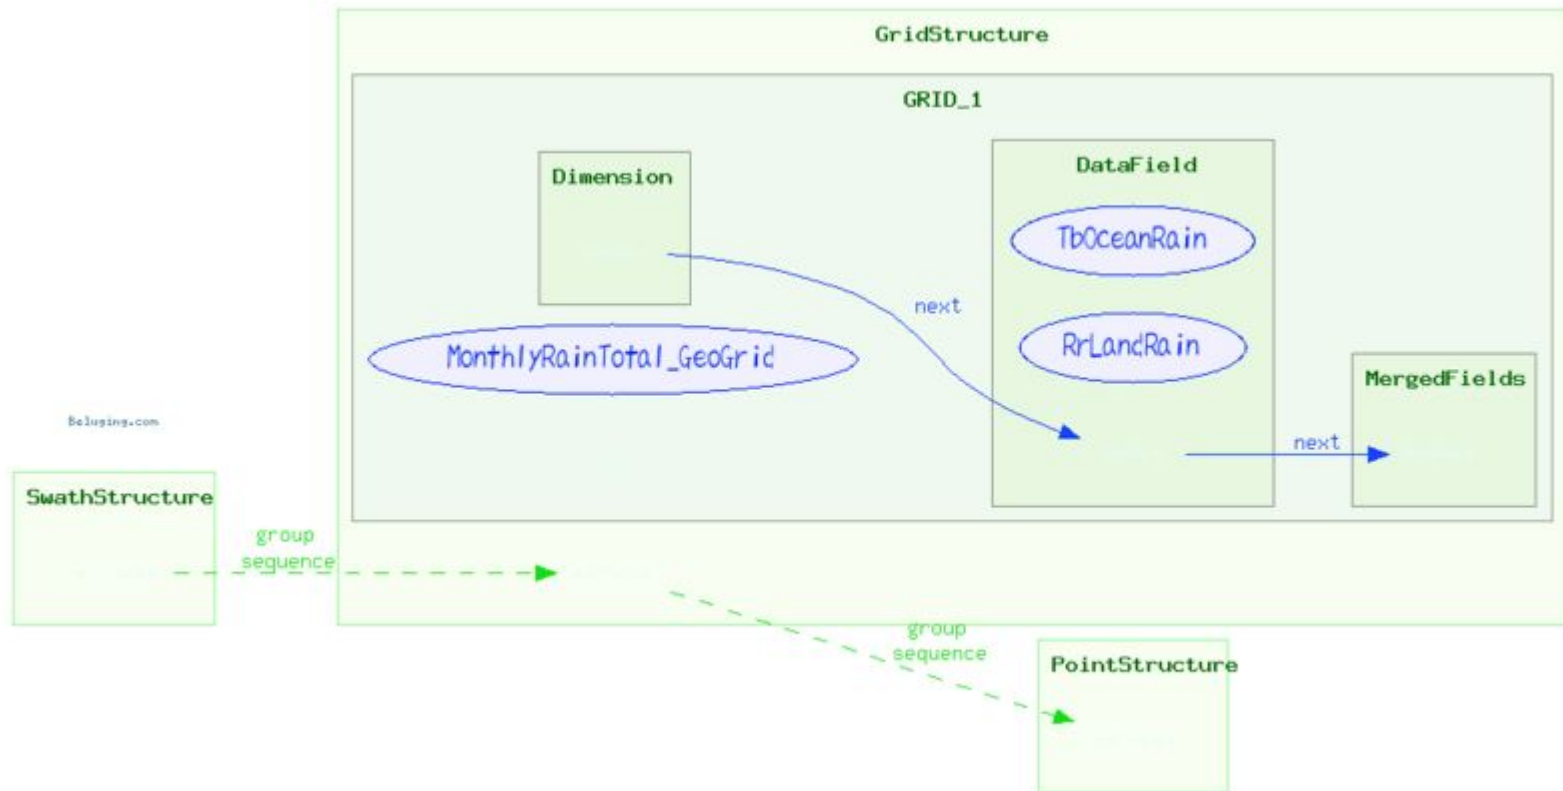 GridStructure
GRID_1
Dimension
DataField
TbOceanRain
next
RrLandRain
MonthlyRainTotal_GeoGrid
MergedFields
Beluging.com
next
SwathStructure
group
sequence
group
sequence
PointStructure